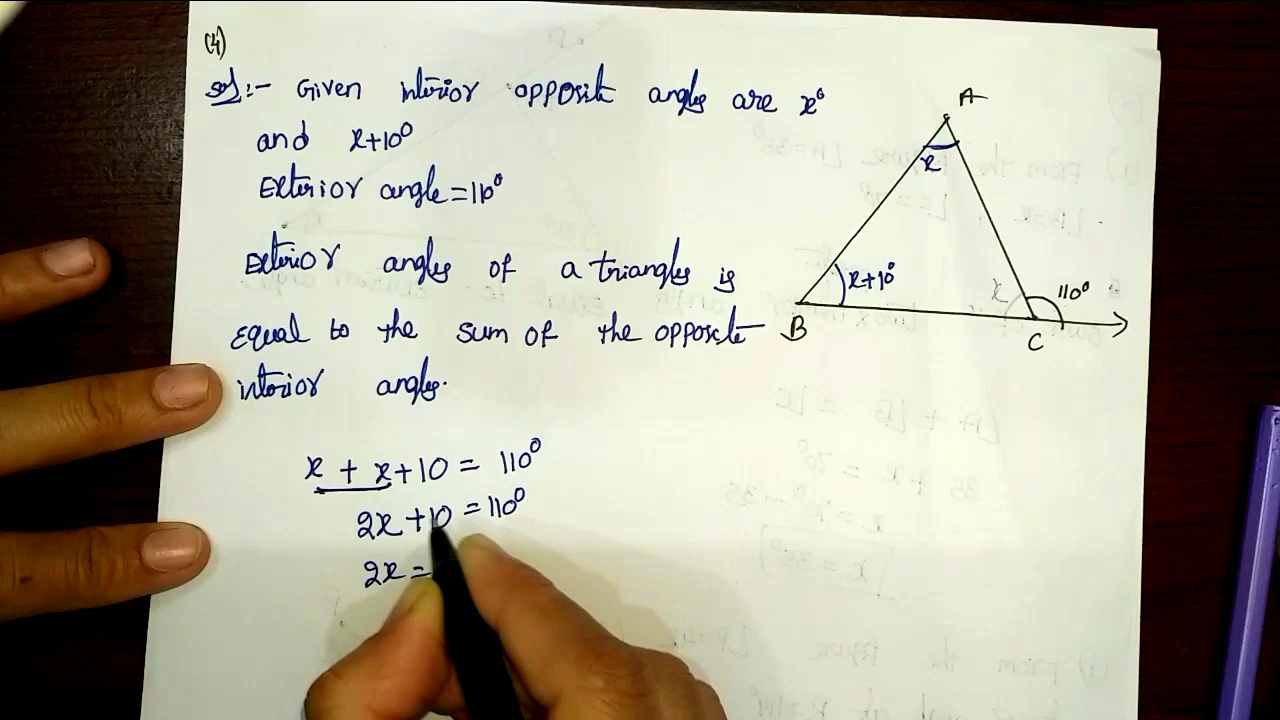 (4)
Sol:- Given interior opposite angles are x°
and x+10°
Exterior angle=110°
Exterior angles of a triangles is
equal to the sum of the opposite
interior angles.
x + x+10 = 110°
2x+10 = 110°
2x =
A
x
x+10°
x
110°
B
C